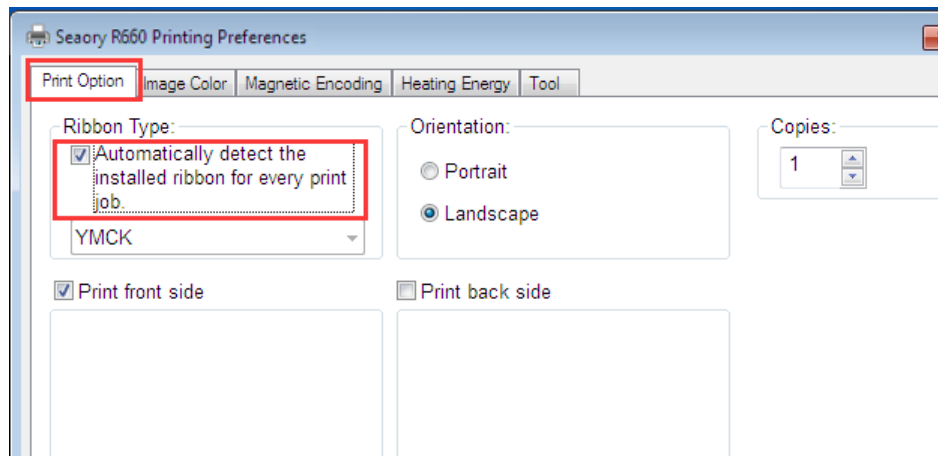 Seaory R660 Printing Preferences
Print Option Image Color Magnetic Encoding Heating Energy Tool
Ribbon Type: Orientation: Copies:
Automatically detect the
installed ribbon for every print
job.
Portrait
1
Landscape
YMCK
Print front side Print back side